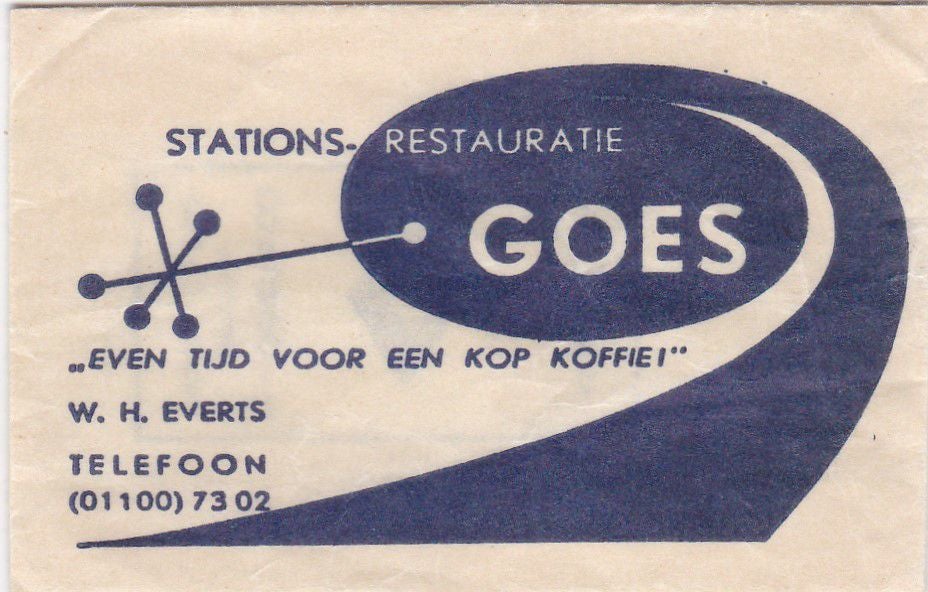 STATIONS- RESTAURATIE
GOES
„EVEN TIJD VOOR EEN KOP KOFFIE!”
W. H. EVERTS
TELEFOON
(01100) 73 02